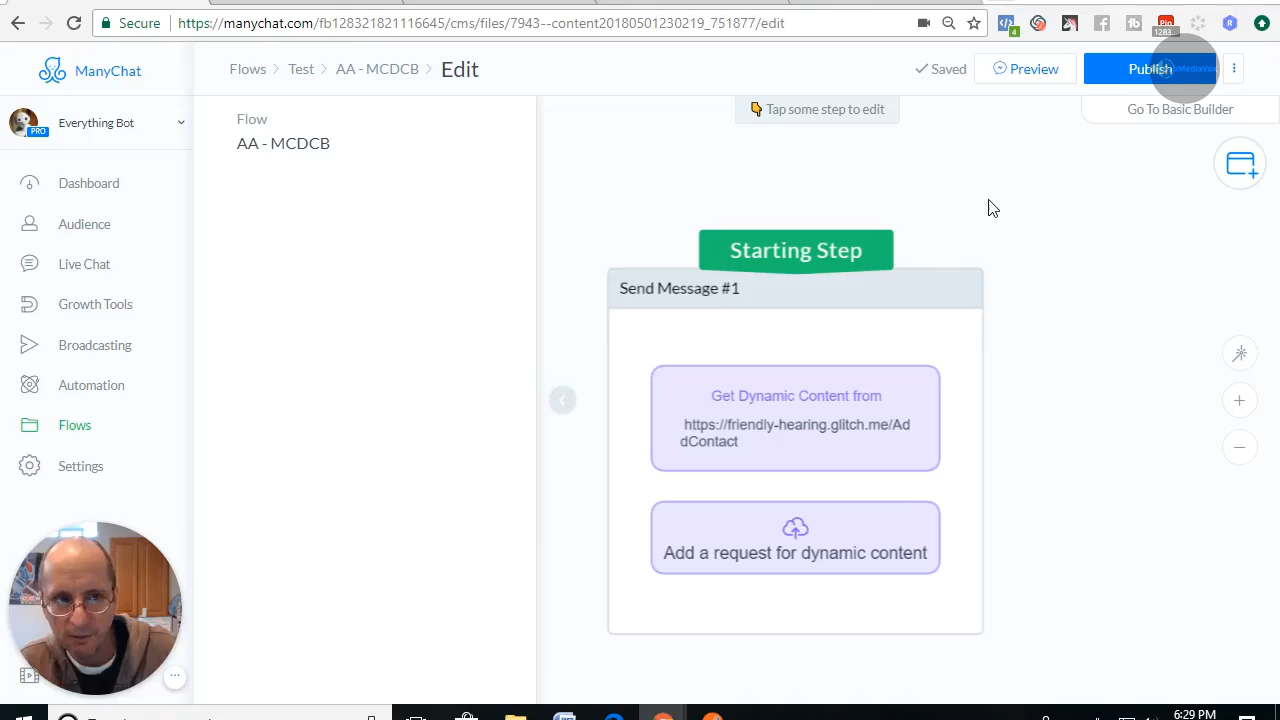 Secure
https://manychat.com/fb128321821116645/cms/files/7943--content20180501230219_751877/edit
4
1283..
ManyChat
Flows
Test
AA - MCDCB
Edit
Saved
Preview
Publish
MediaVox
Tap some step to edit
Go To Basic Builder
PRO
Everything Bot
Flow
AA - MCDCB
Dashboard
Audience
Live Chat
Growth Tools
Broadcasting
Automation
Flows
Settings
Starting Step
Send Message #1
Get Dynamic Content from
https://friendly-hearing.glitch.me/Ad
dContact
Add a request for dynamic content
6:29 PM